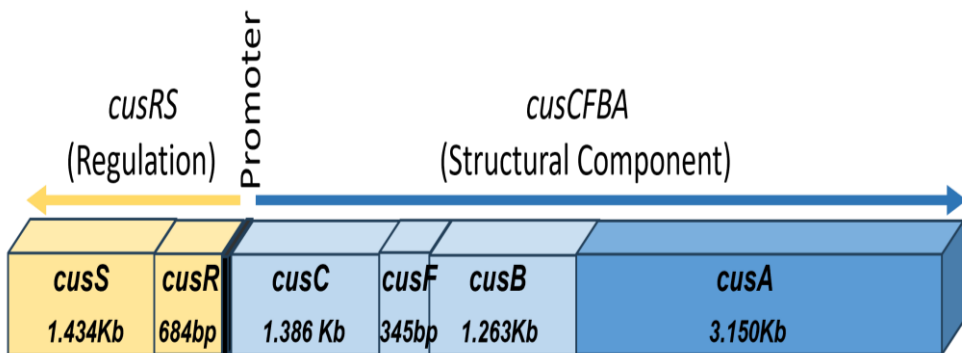 cusRS
(Regulation)
Promoter
cusCFBA
(Structural Component)
cusS
1.434Kb
cusR
684bp
cusC
1.386 Kb
cusF
345bp
cusB
1.263Kb
cusA
3.150Kb